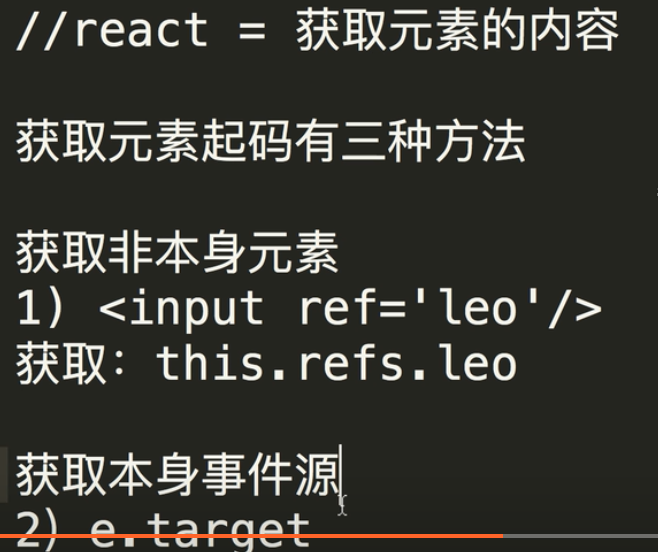 //react = 获取元素的内容
获取元素起码有三种方法
获取非本身元素
1) <input ref='leo'/>
获取: this.refs.leo
获取本身事件源
2) e.target